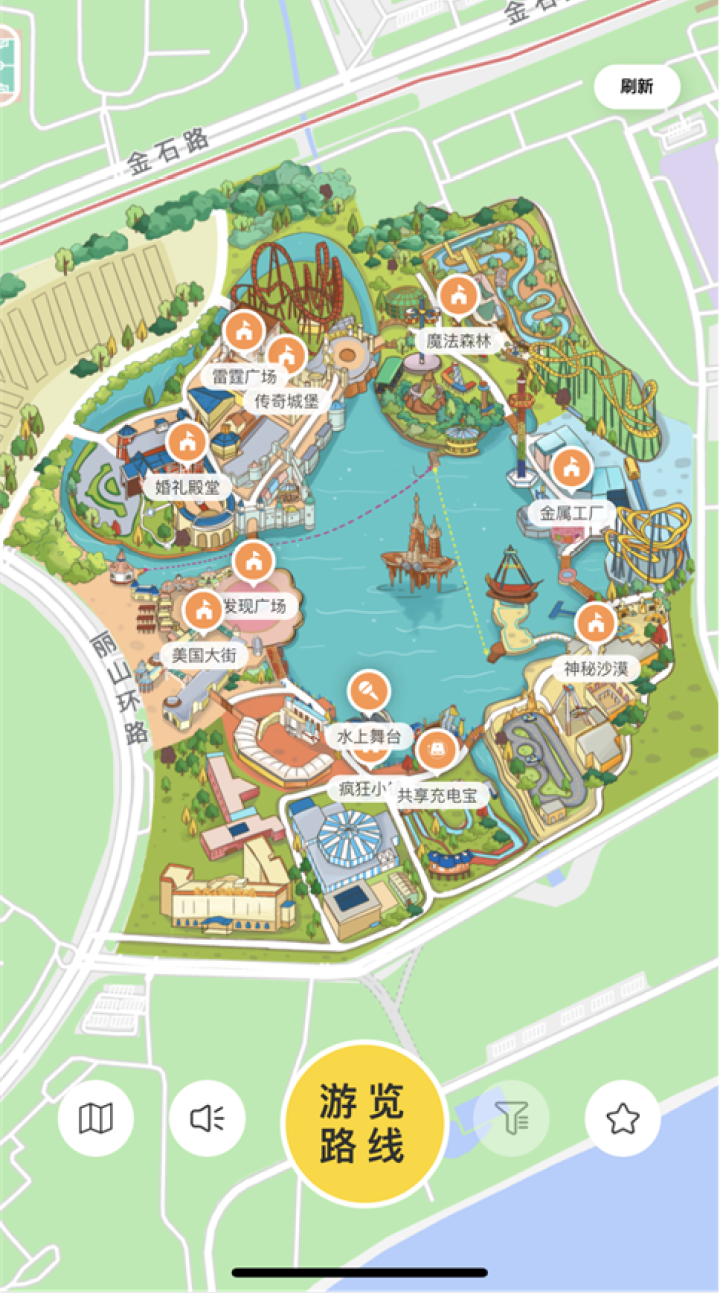 金石
刷新
金石路
魔法森林
雷霆广场
传奇城堡
婚礼殿堂
金属工厂
发现广场
美国大街
神秘沙漠
丽山环路
水上舞台
疯狂小
共享充电宝
游览
路线